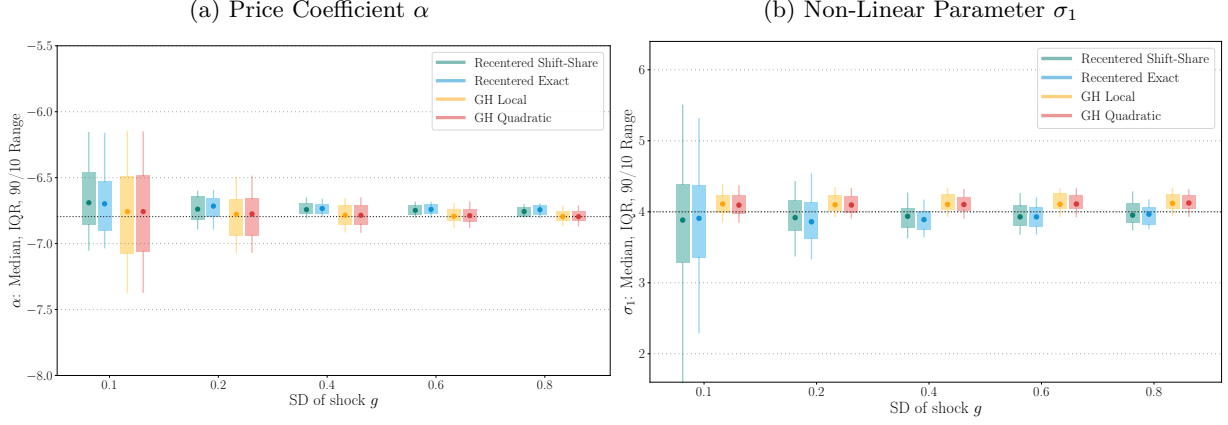 (a) Price Coefficient α
−5.5
−6.0
−6.5
−7.0
−7.5
−8.0
α: Median, IQR, 90/10 Range
0.1 0.2 0.4 0.6 0.8
SD of shock g
Recentered Shift-Share
Recentered Exact
GH Local
GH Quadratic
(b) Non-Linear Parameter σ₁
6
5
4
3
2
σ₁: Median, IQR, 90/10 Range
0.1 0.2 0.4 0.6 0.8
SD of shock g
Recentered Shift-Share
Recentered Exact
GH Local
GH Quadratic